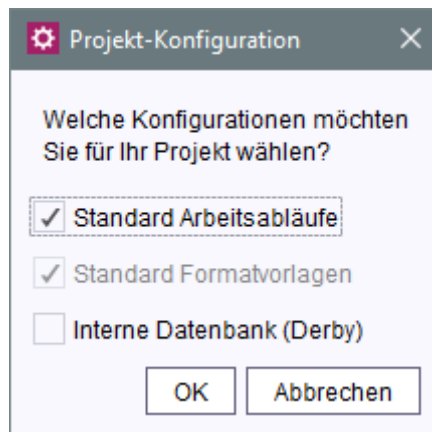 Projekt-Konfiguration
Welche Konfigurationen möchten
Sie für Ihr Projekt wählen?
Standard Arbeitsabläufe
Standard Formatvorlagen
Interne Datenbank (Derby)
OK Abbrechen